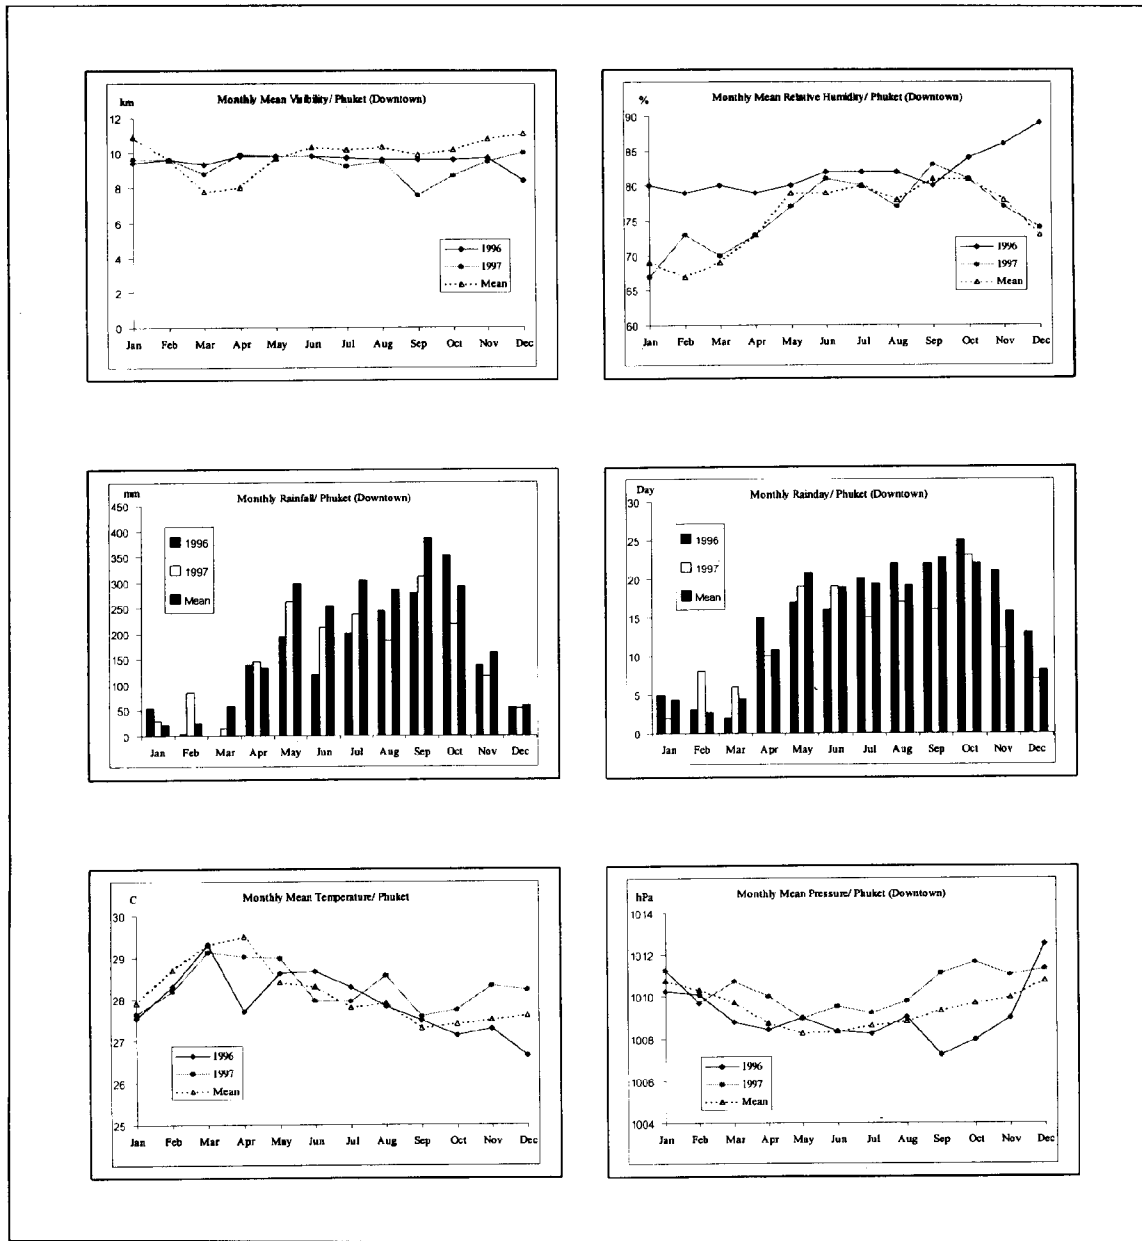 Monthly Mean Visibility/ Phuket (Downtown)
km
12
10
8
6
4
2
0
1996
1997
Mean
Jan Feb Mar Apr May Jun Jul Aug Sep Oct Nov Dec
Monthly Mean Relative Humidity/ Phuket (Downtown)
%
90
85
80
75
70
65
60
1996
1997
Mean
Jan Feb Mar Apr May Jun Jul Aug Sep Oct Nov Dec
Monthly Rainfall/ Phuket (Downtown)
mm
450
400
350
300
250
200
150
100
50
0
1996
1997
Mean
Jan Feb Mar Apr May Jun Jul Aug Sep Oct Nov Dec
Monthly Rainday/ Phuket (Downtown)
Day
30
25
20
15
10
5
0
1996
1997
Mean
Jan Feb Mar Apr May Jun Jul Aug Sep Oct Nov Dec
Monthly Mean Temperature/ Phuket
C
30
29
28
27
26
25
1996
1997
Mean
Jan Feb Mar Apr May Jun Jul Aug Sep Oct Nov Dec
Monthly Mean Pressure/ Phuket (Downtown)
hPa
1014
1012
1010
1008
1006
1004
1996
1997
Mean
Jan Feb Mar Apr May Jun Jul Aug Sep Oct Nov Dec